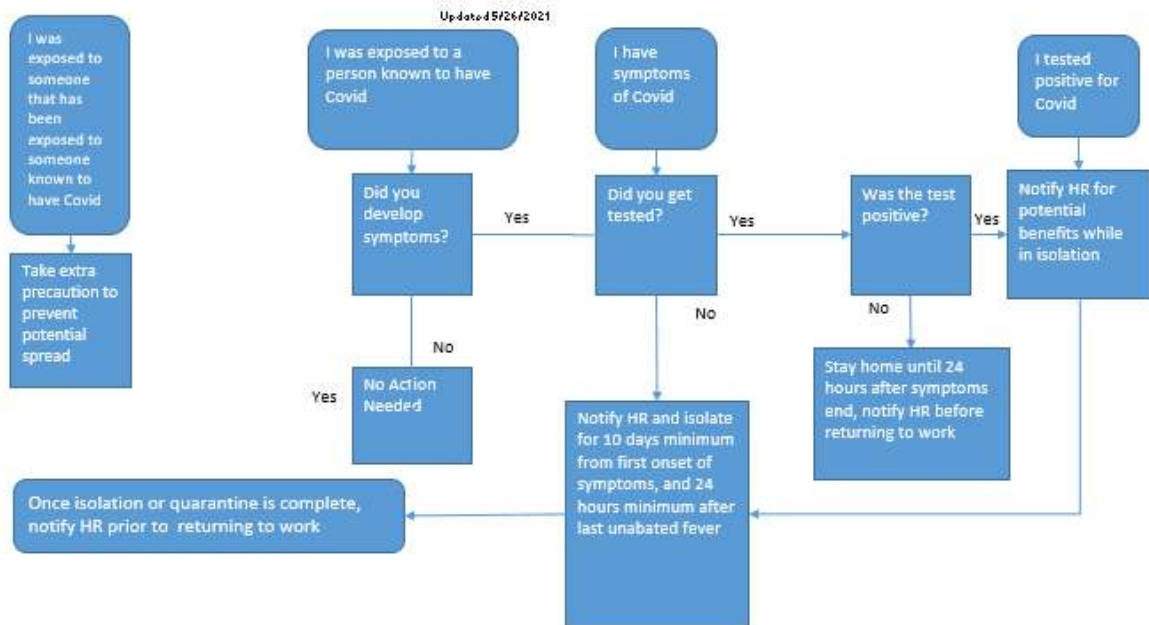 Updated 5/26/2021
I was
exposed to
someone
that has
been
exposed to
someone
known to
have Covid
Take extra
precaution to
prevent
potential
spread
I was exposed to a
person known to have
Covid
Did you
develop
symptoms?
Yes
No
No Action
Needed
Yes
I have
symptoms
of Covid
Did you get
tested?
Yes
No
Was the test
positive?
Yes
No
Stay home until 24
hours after symptoms
end, notify HR before
returning to work
I tested
positive for
Covid
Notify HR for
potential
benefits while
in isolation
Notify HR and isolate
for 10 days minimum
from first onset of
symptoms, and 24
hours minimum after
last unabated fever
Once isolation or quarantine is complete,
notify HR prior to returning to work